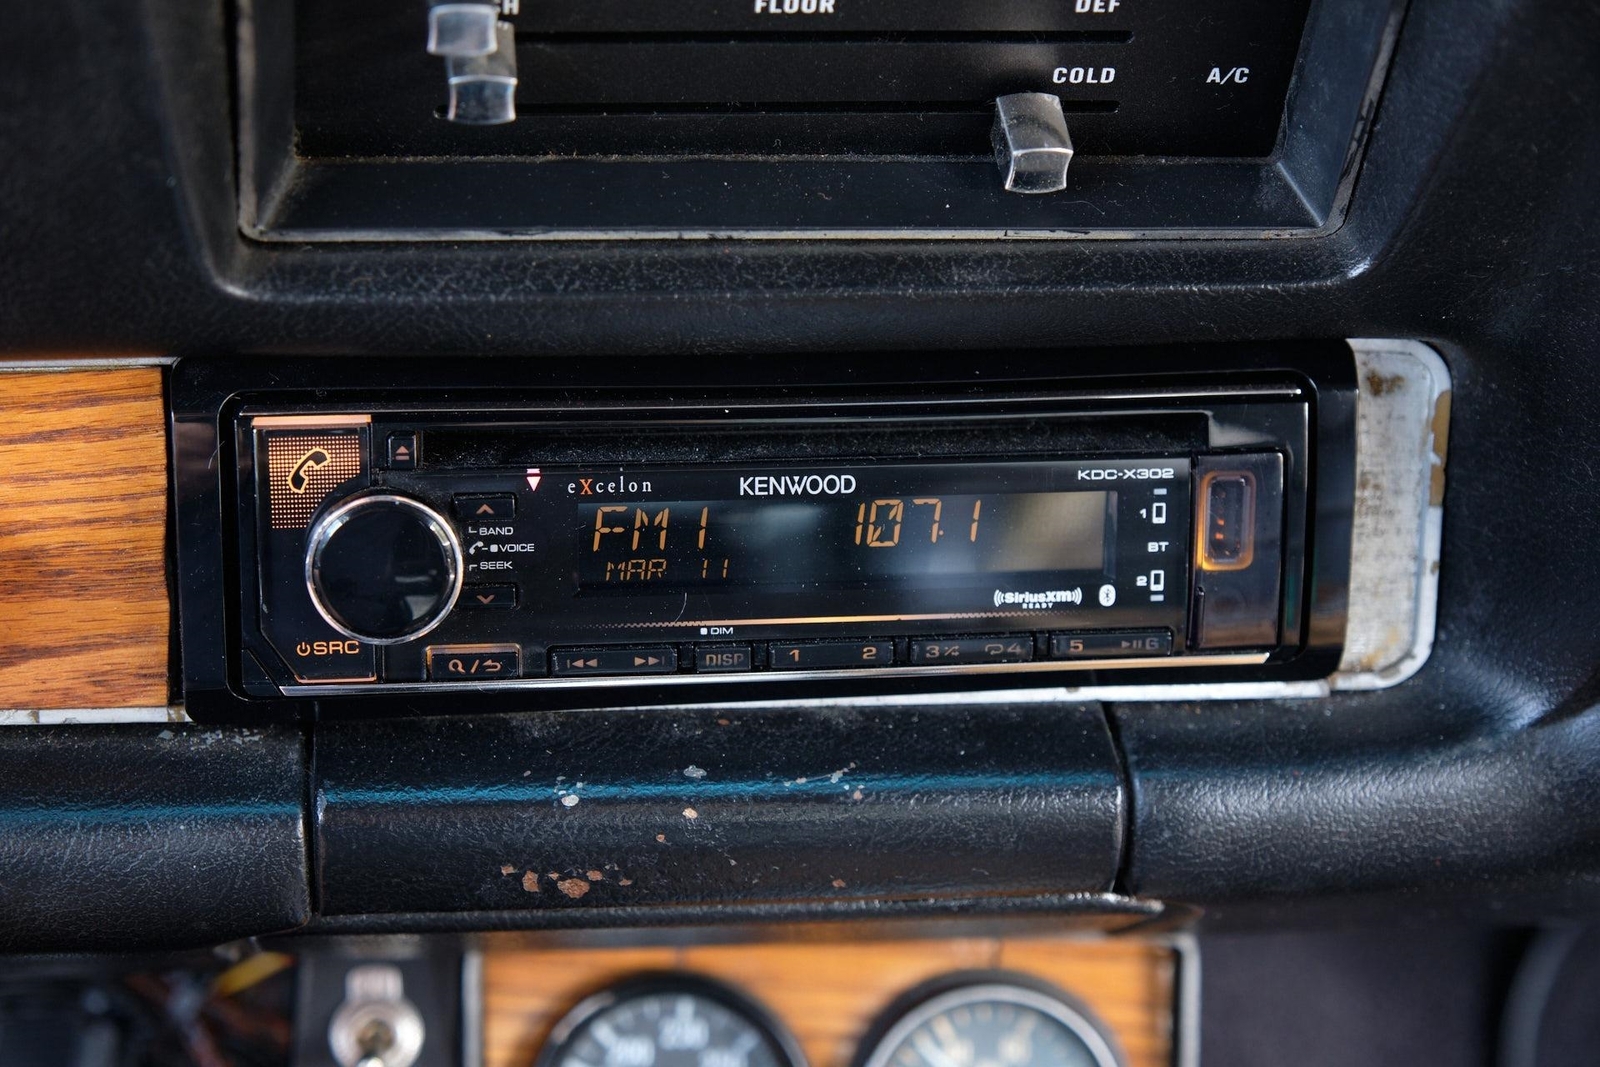 FLOOR DEF
COLD A/C
eXcelon KENWOOD KDC-X302
BAND
VOICE
SEEK
FM1 107.1
MAR 11
1
BT
2
SiriusXM
READY
DIM
SRC
DISP 1 2 3 4 5 6